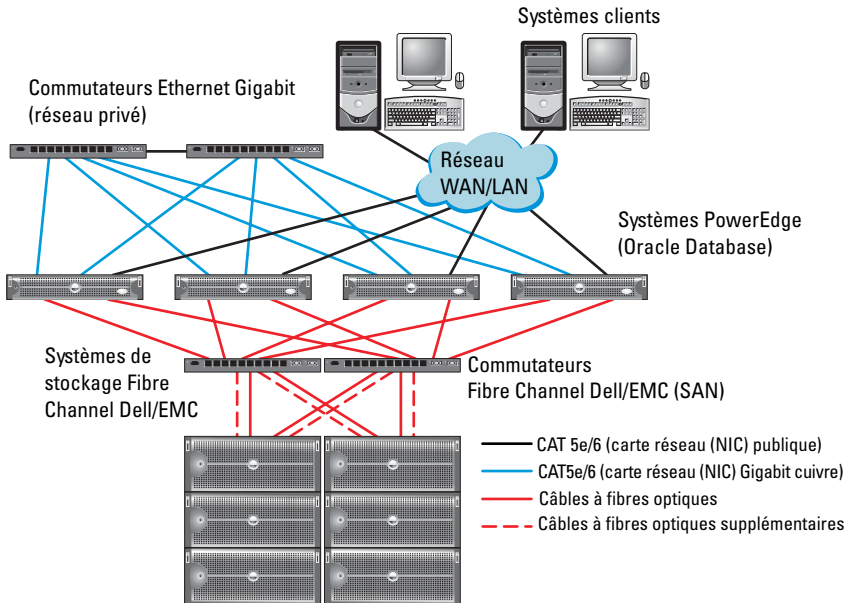 Systèmes clients
Commutateurs Ethernet Gigabit
(réseau privé)
Réseau
WAN/LAN
Systèmes PowerEdge
(Oracle Database)
Systèmes de
stockage Fibre
Channel Dell/EMC
Commutateurs
Fibre Channel Dell/EMC (SAN)
CAT 5e/6 (carte réseau (NIC) publique)
CAT5e/6 (carte réseau (NIC) Gigabit cuivre)
Câbles à fibres optiques
Câbles à fibres optiques supplémentaires